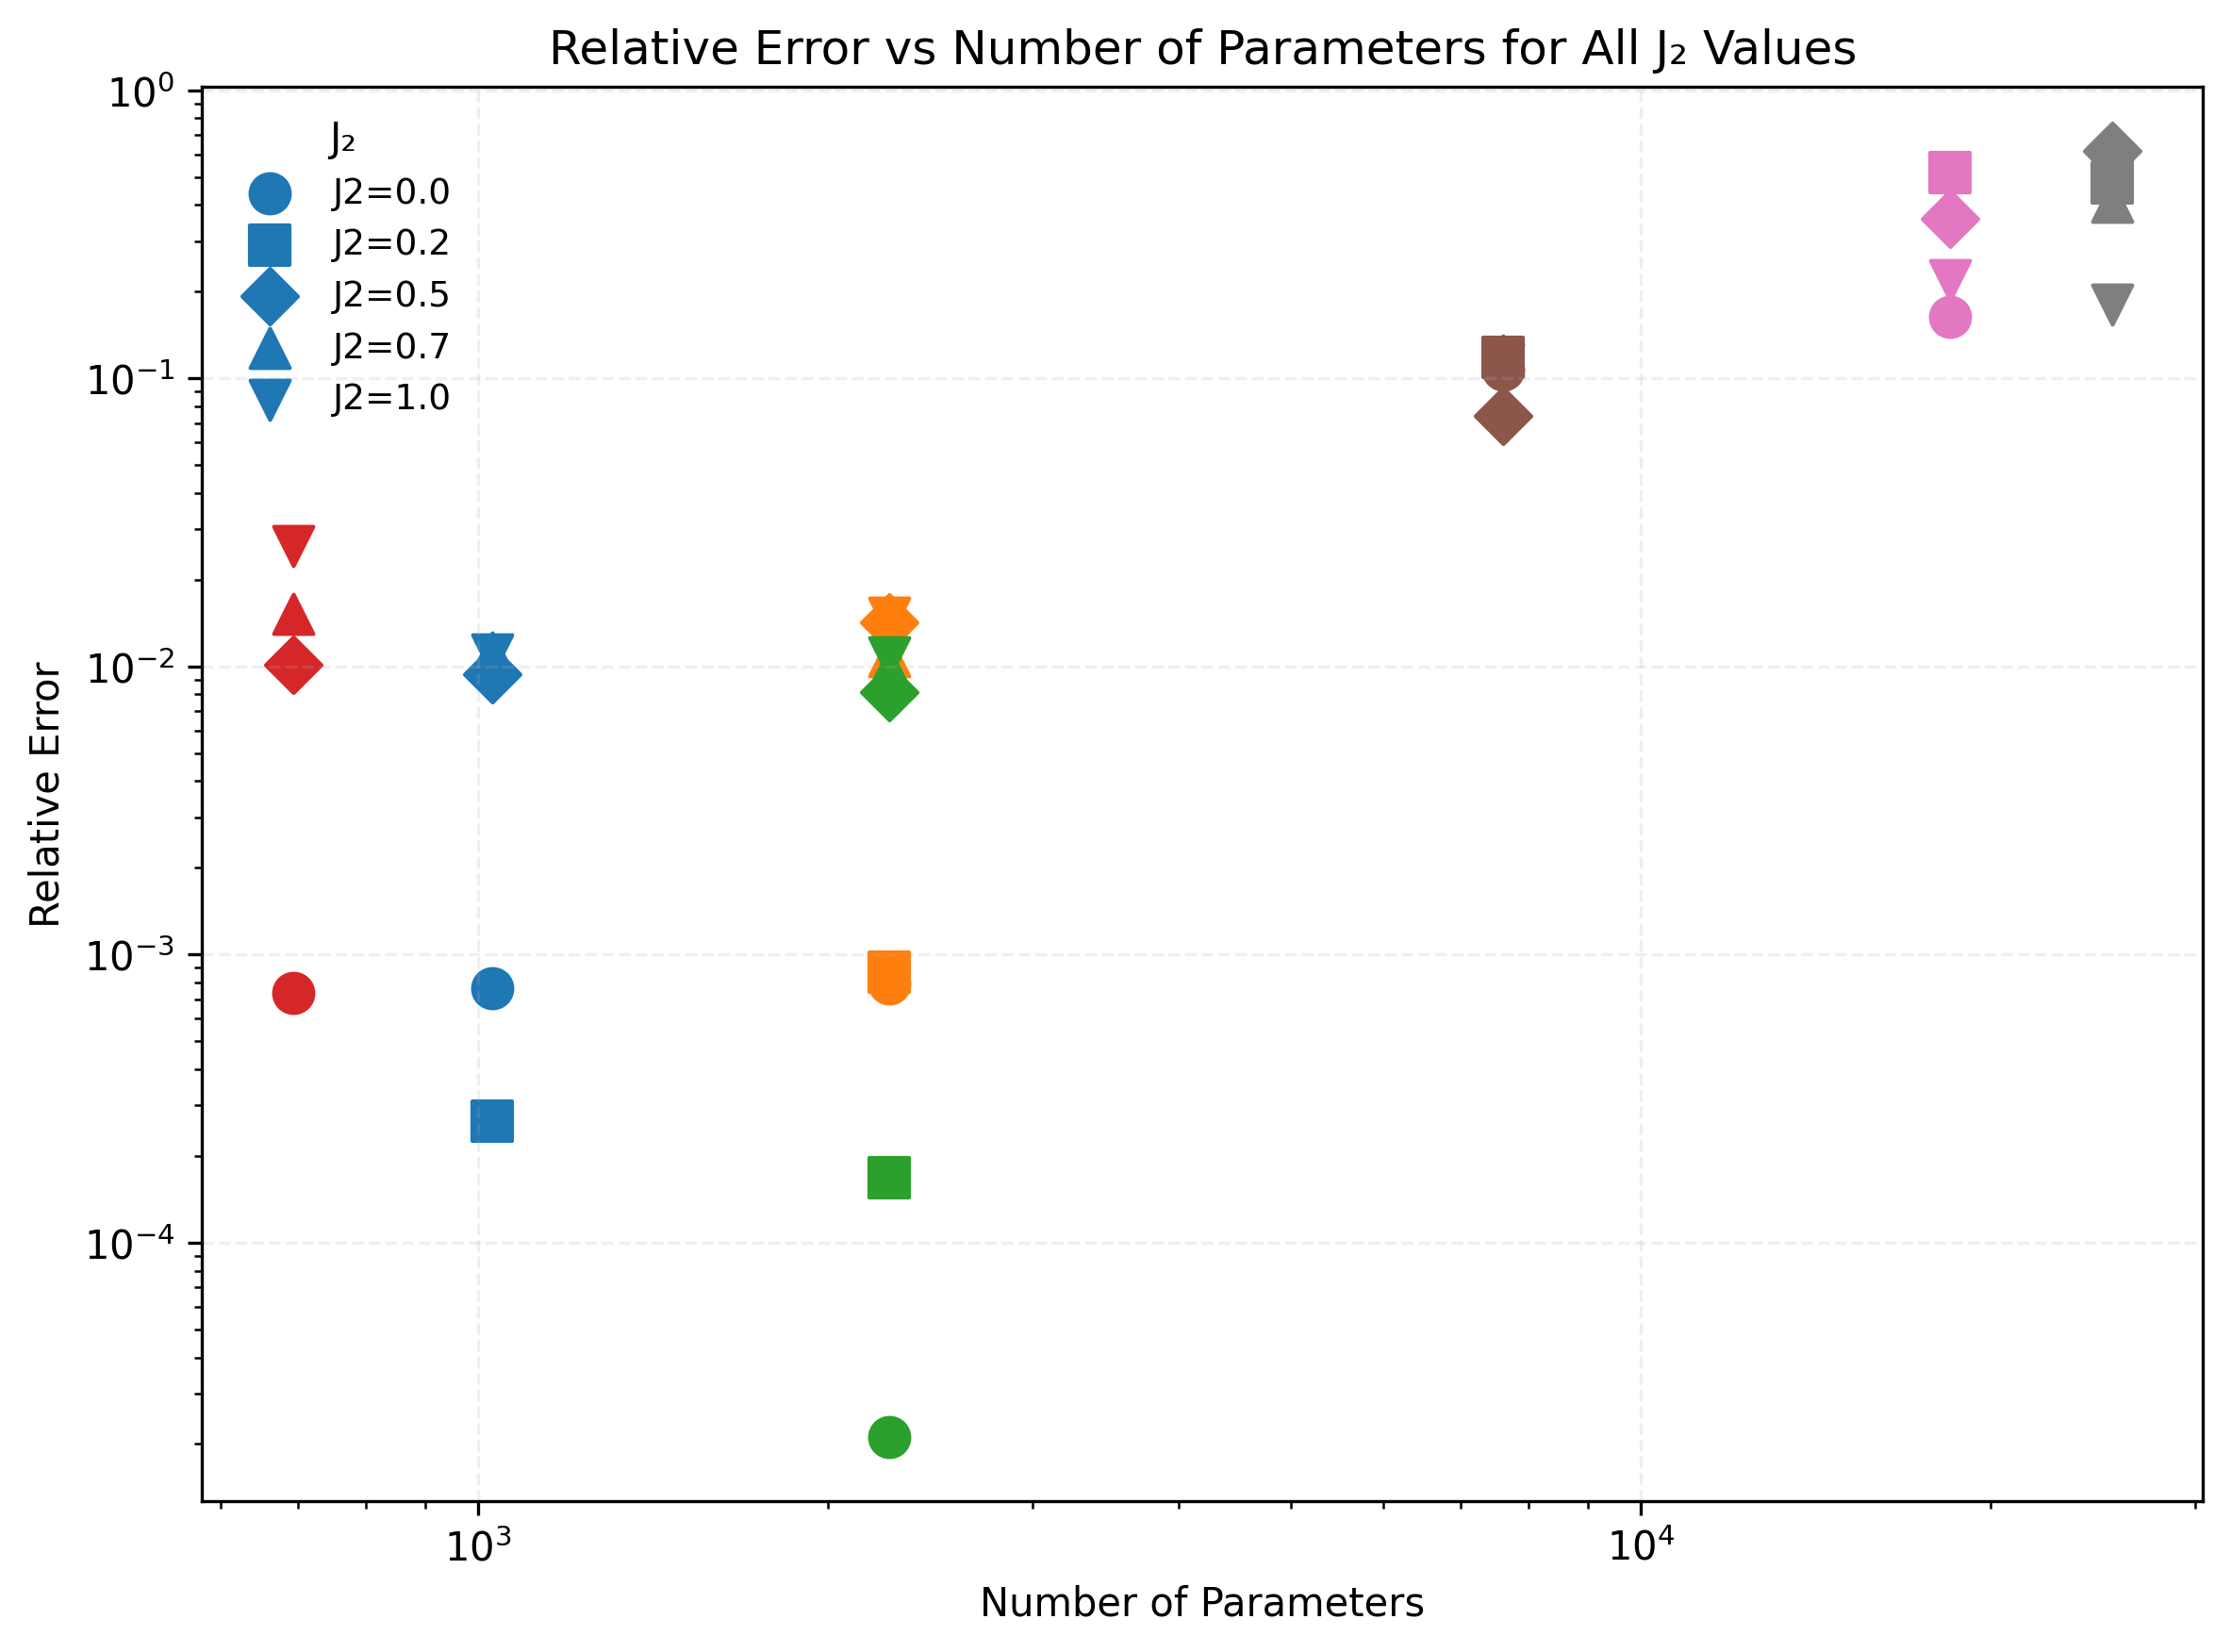 Relative Error vs Number of Parameters for All J₂ Values
10⁰
10⁻¹
10⁻²
10⁻³
10⁻⁴
Relative Error
J₂
J2=0.0
J2=0.2
J2=0.5
J2=0.7
J2=1.0
10³
10⁴
Number of Parameters